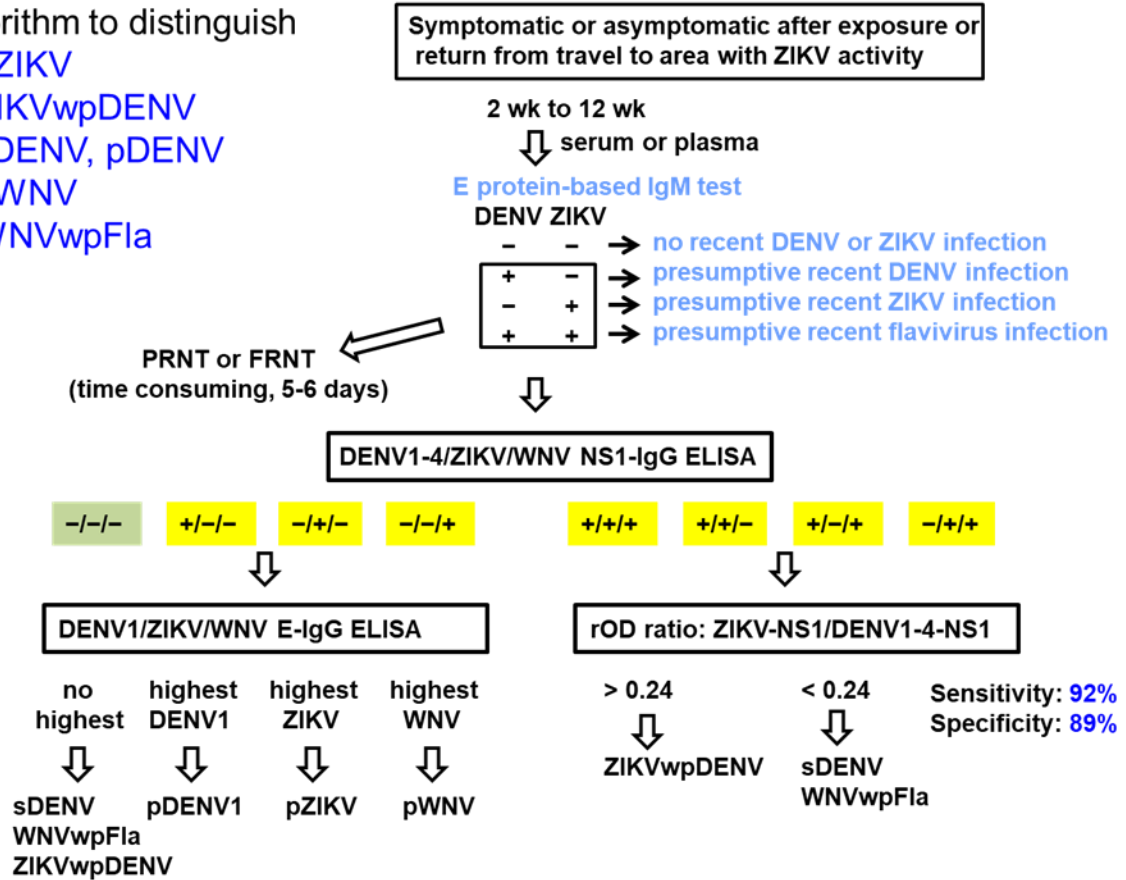 to distinguish
ZIKV
DENV, pDENV
WNV
Symptomatic or asymptomatic after exposure or
return from travel to area with ZIKV activity
2 wk to 12 wk
serum or plasma
E protein-based IgM test
DENV ZIKV
− − → no recent DENV or ZIKV infection
+ − → presumptive recent DENV infection
− + → presumptive recent ZIKV infection
+ + → presumptive recent flavivirus infection
PRNT or FRNT
(time consuming, 5-6 days)
DENV1-4/ZIKV/WNV NS1-IgG ELISA
−/−/− +/−/− −/+/− −/−/+ +/+/+ +/+/− +/−/+ −/+/+
DENV1/ZIKV/WNV E-IgG ELISA
no highest highest highest
highest DENV1 ZIKV WNV
sDENV pDENV1 pZIKV pWNV
WNVwpFla
ZIKVwpDENV
rOD ratio: ZIKV-NS1/DENV1-4-NS1
> 0.24 < 0.24 Sensitivity: 92%
Specificity: 89%
ZIKVwpDENV sDENV
WNVwpFla